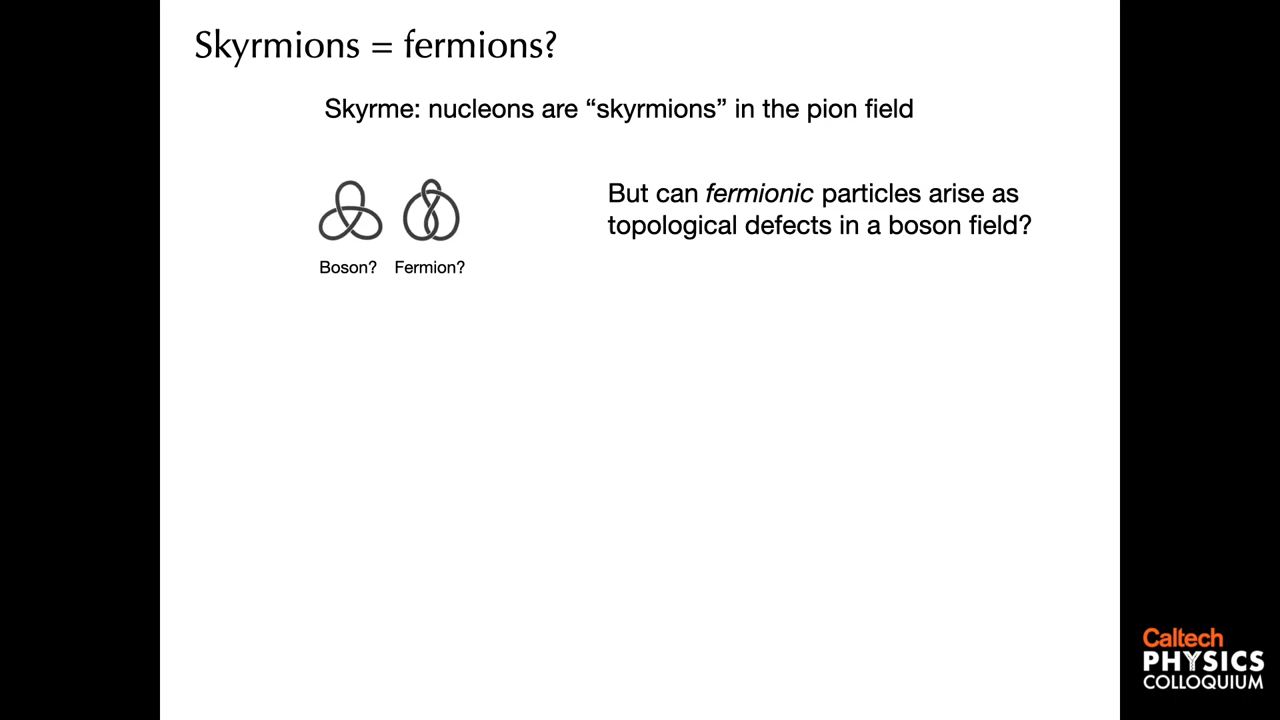 Skyrmions = fermions?
Skyrme: nucleons are “skyrmions” in the pion field
But can fermionic particles arise as
topological defects in a boson field?
Boson? Fermion?
Caltech
PHYSICS
COLLOQUIUM